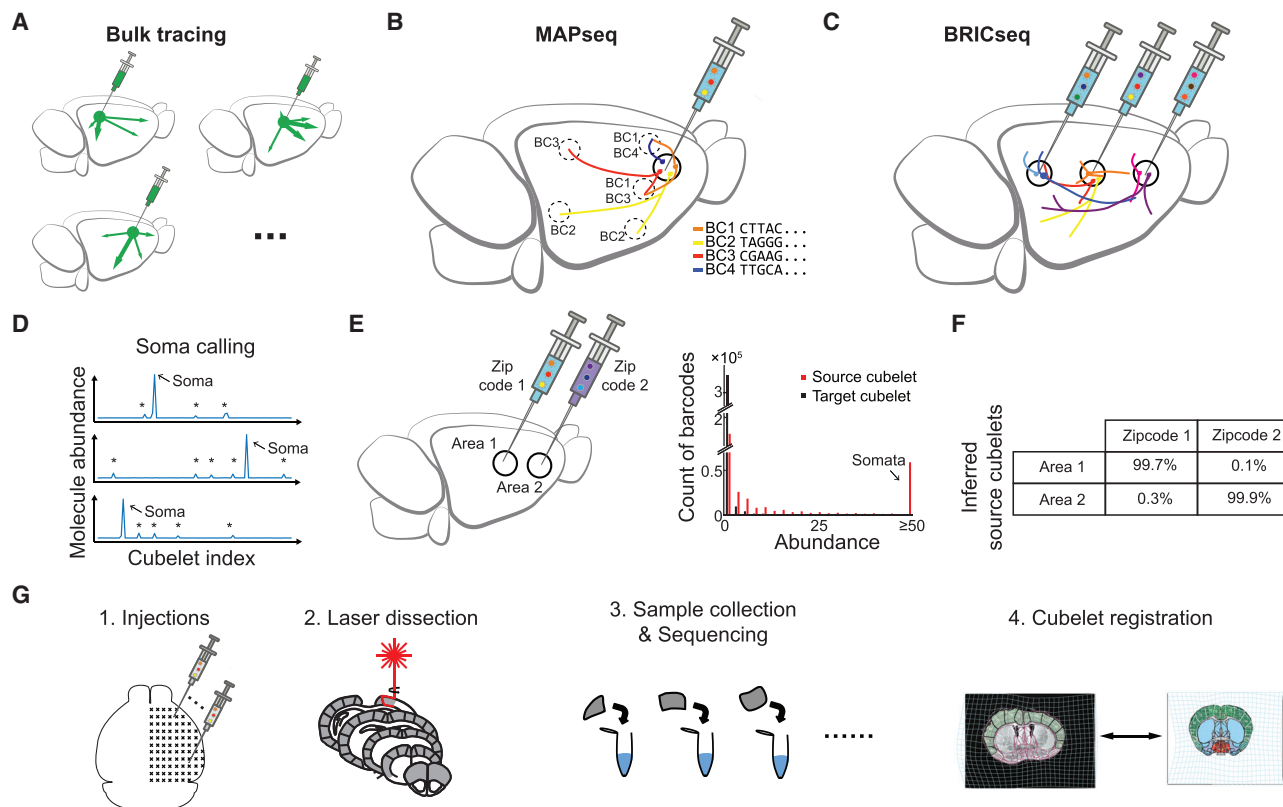 A
Bulk tracing
...
B
MAPseq
BC3
BC1
BC4
BC1
BC3
BC2
BC2
BC1 CTTAC...
BC2 TAGGG...
BC3 CGAAG...
BC4 TTGCA...
C
BRICseq
D
Soma calling
Molecule abundance
Soma
* * *
Soma
* * * * * *
Soma
* * * * *
Cubelet index
E
Zip
code 1
Zip
code 2
Area 1
Area 2
×10⁵
Count of barcodes
3
2
0.5
0
Source cubelet
Target cubelet
Somata
0 25 ≥50
Abundance
F
Inferred
source cubelets
Zipcode 1 Zipcode 2
Area 1 99.7% 0.1%
Area 2 0.3% 99.9%
G
1. Injections
2. Laser dissection
3. Sample collection
& Sequencing
......
4. Cubelet registration